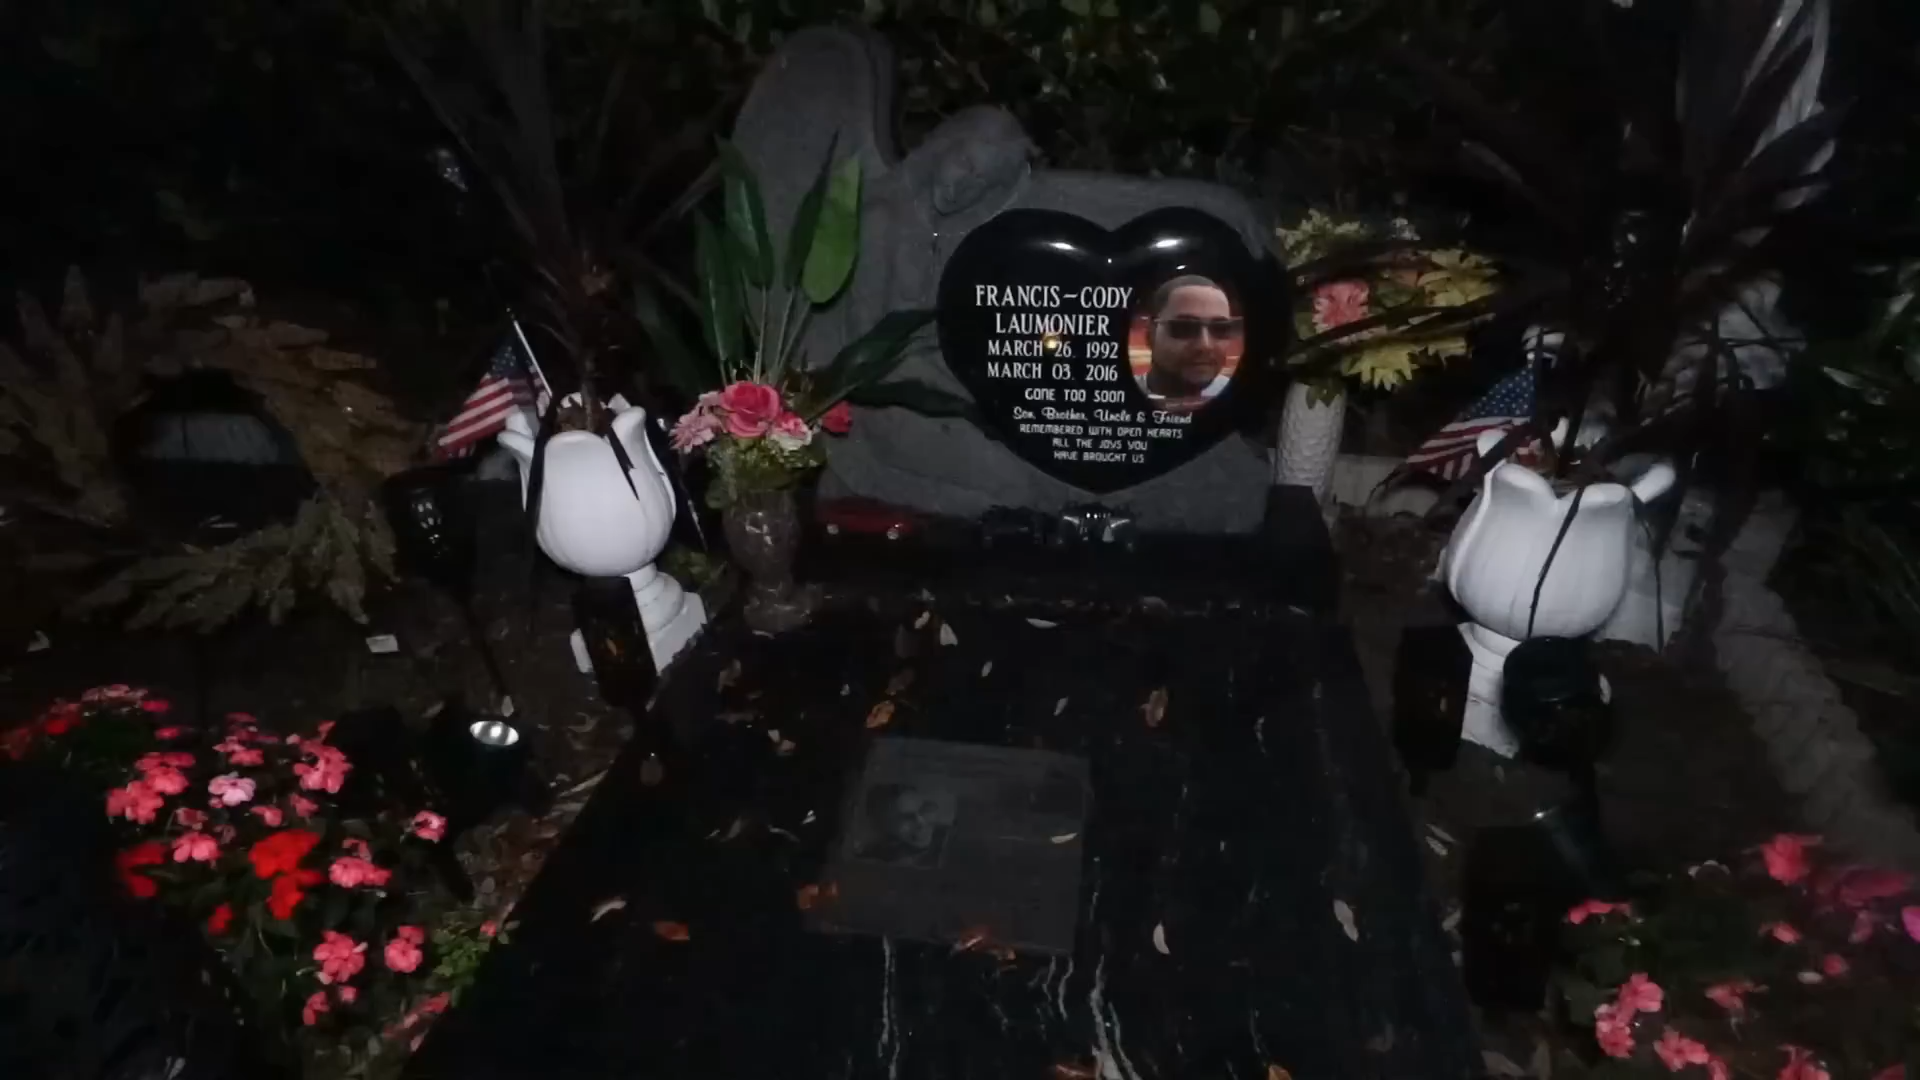 FRANCIS-CODY
LAUMONIER
MARCH 26. 1992
MARCH 03. 2016
GONE TOO SOON
Son, Brother, Uncle & Friend
REMEMBERED WITH OPEN HEARTS
ALL THE JOYS YOU
HAVE BROUGHT US